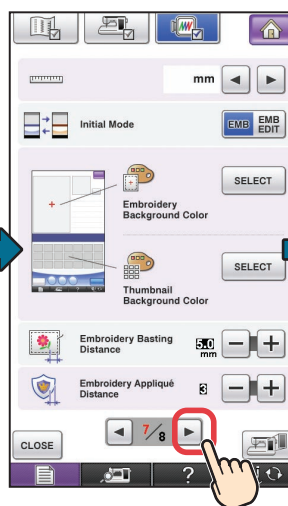 mm
Initial Mode
EMB
EMB
EDIT
SELECT
Embroidery
Background Color
SELECT
Thumbnail
Background Color
Embroidery Basting
Distance
5.0
mm
Embroidery Appliqué
Distance
3
CLOSE
7/8
?